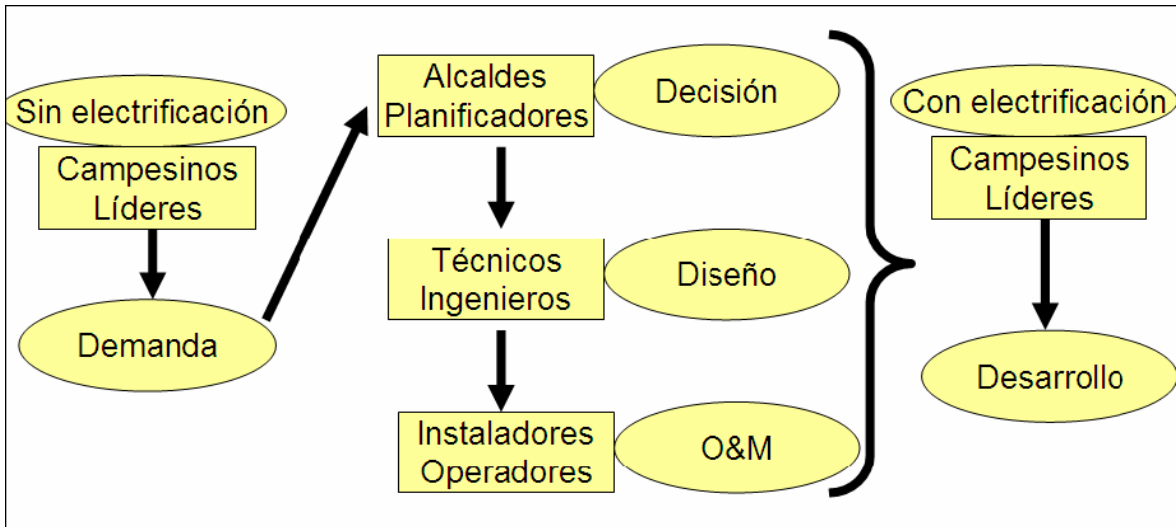 Sin electrificación
Campesinos
Líderes
Demanda
Alcaldes
Planificadores
Decisión
Técnicos
Ingenieros
Diseño
Instaladores
Operadores
O&M
Con electrificación
Campesinos
Líderes
Desarrollo